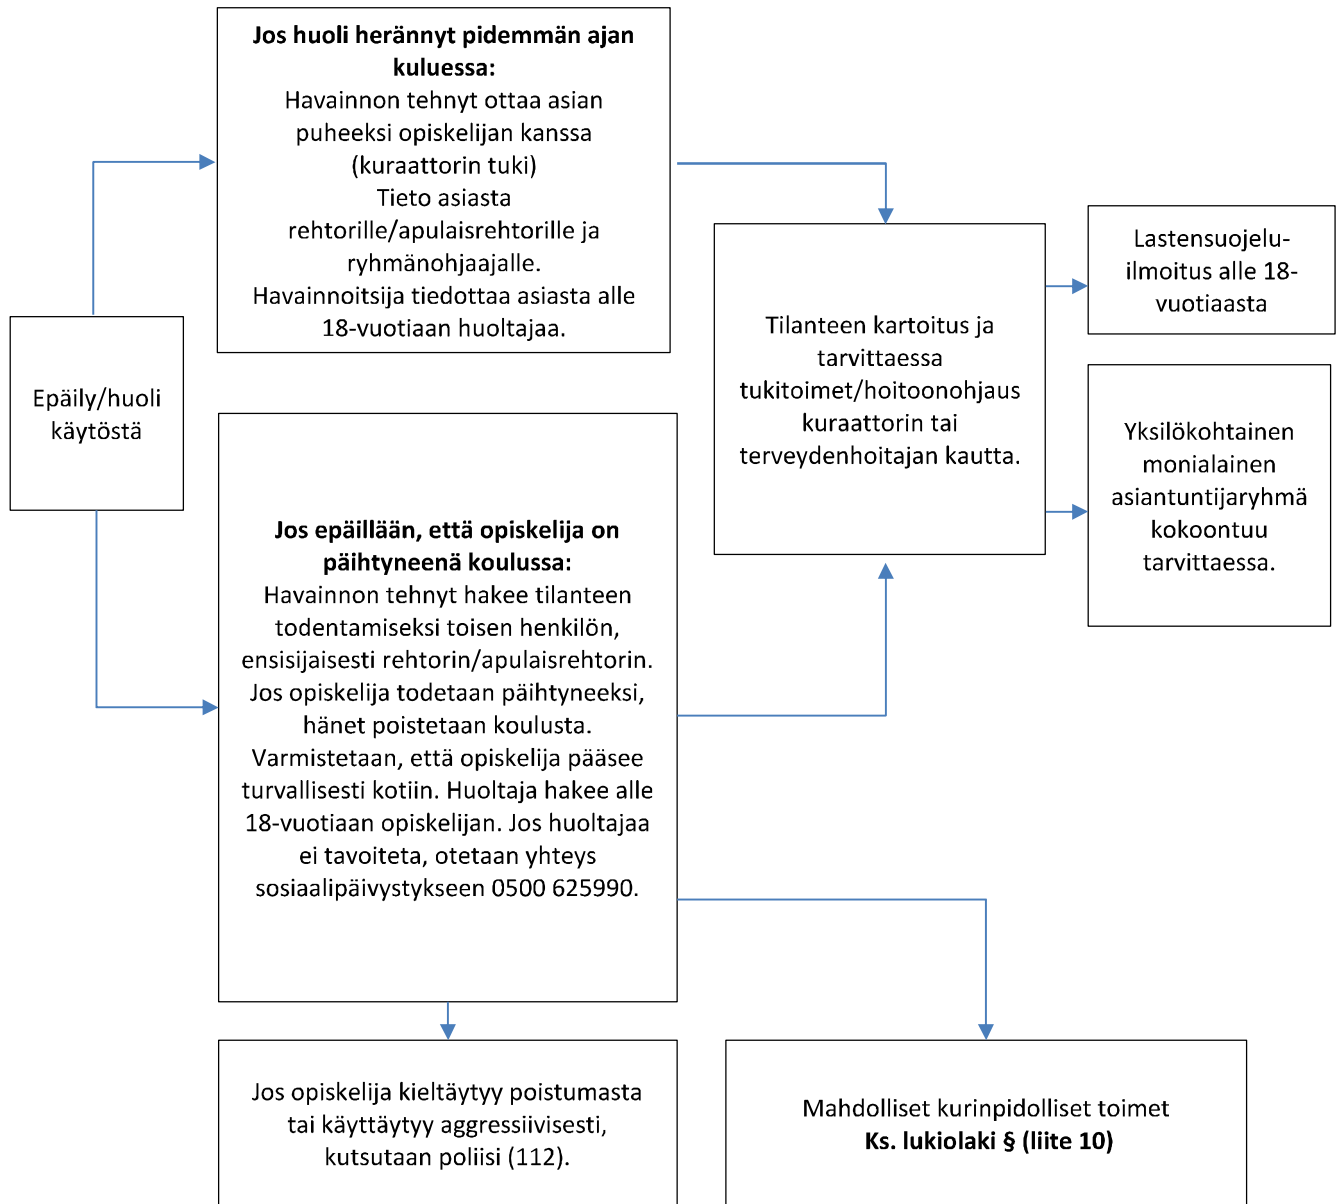 Jos huoli herännyt pidemmän ajan
kuluessa:
Havainnon tehnyt ottaa asian
puheeksi opiskelijan kanssa
(kuraattorin tuki)
Tieto asiasta
rehtorille/apulaisrehtorille ja
ryhmänohjaajalle.
Havainnoitsija tiedottaa asiasta alle
18-vuotiaan huoltajaa.
Epäily/huoli
käytöstä
Jos epäillään, että opiskelija on
päihtyneenä koulussa:
Havainnon tehnyt hakee tilanteen
todentamiseksi toisen henkilön,
ensisijaisesti rehtorin/apulaisrehtorin.
Jos opiskelija todetaan päihtyneeksi,
hänet poistetaan koulusta.
Varmistetaan, että opiskelija pääsee
turvallisesti kotiin. Huoltaja hakee alle
18-vuotiaan opiskelijan. Jos huoltajaa
ei tavoiteta, otetaan yhteys
sosiaalipäivystykseen 0500 625990.
Tilanteen kartoitus ja
tarvittaessa
tukitoimet/hoitoonohjaus
kuraattorin tai
terveydenhoitajan kautta.
Lastensuojelu-
ilmoitus alle 18-
vuotiaasta
Yksilökohtainen
monialainen
asiantuntijaryhmä
kokoontuu
tarvittaessa.
Jos opiskelija kieltäytyy poistumasta
tai käyttäytyy aggressiivisesti,
kutsutaan poliisi (112).
Mahdolliset kurinpidolliset toimet
Ks. lukiolaki § (liite 10)